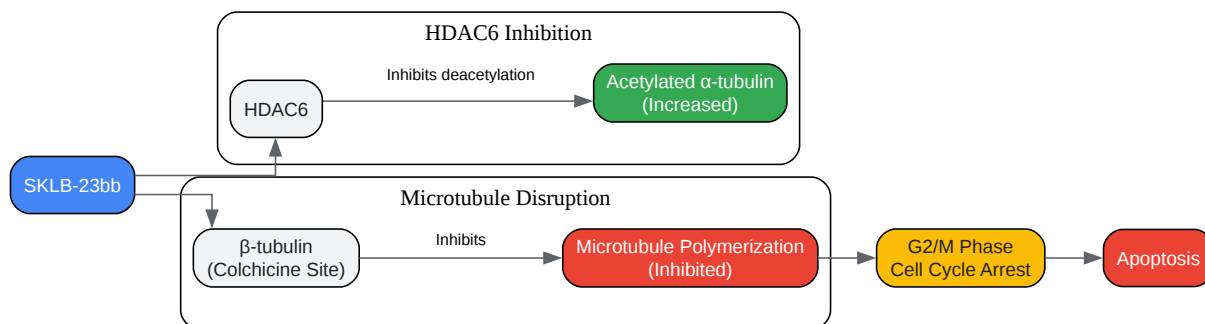 HDAC6 Inhibition
Inhibits deacetylation
Acetylated α-tubulin
(Increased)
HDAC6
SKLB-23bb
Microtubule Disruption
β-tubulin
(Colchicine Site)
Inhibits
Microtubule Polymerization
(Inhibited)
G2/M Phase
Cell Cycle Arrest
Apoptosis